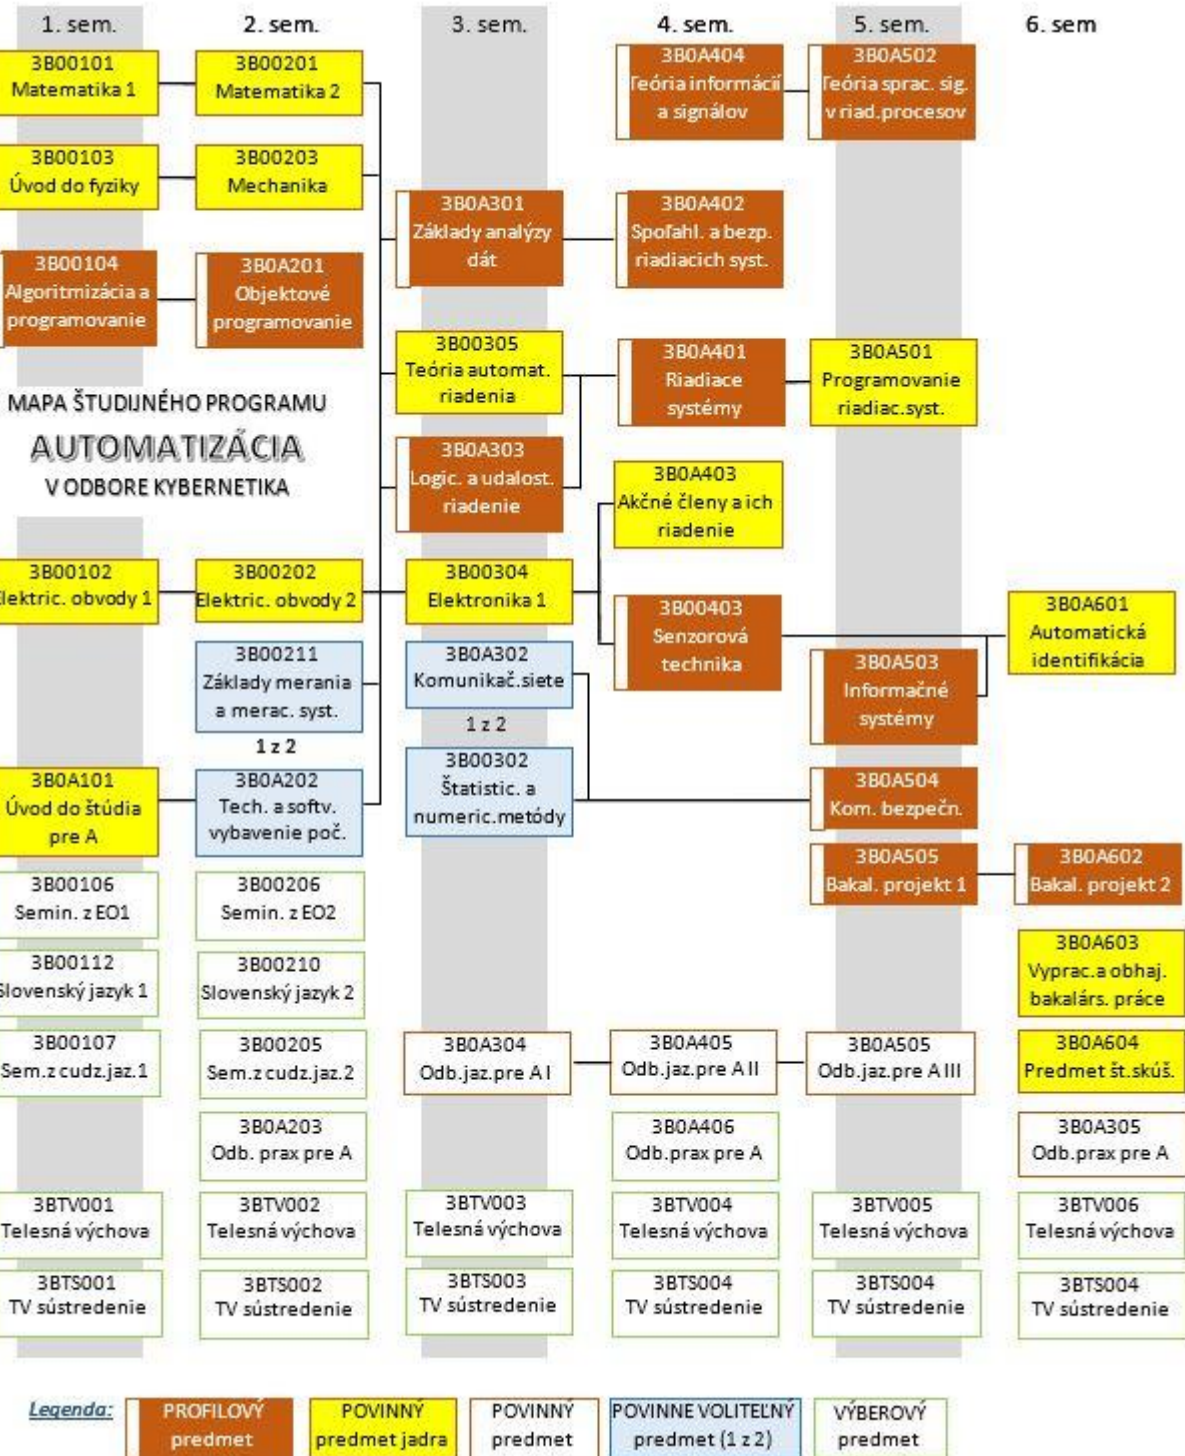 1. sem.
2. sem.
3. sem.
4. sem.
5. sem.
6. sem
3B00101
Matematika 1
3B00201
Matematika 2
3B0A404
Teória informácií
a signálov
3B0A502
Teória sprac. sig.
v riad.procesov
3B00103
Úvod do fyziky
3B00203
Mechanika
3B0A301
Základy analýzy
dát
3B0A402
Spoľahl. a bezp.
riadiacich syst.
3B00104
Algoritmizácia a
programovanie
3B0A201
Objektové
programovanie
3B00305
Teória automat.
riadenia
3B0A401
Riadiace
systémy
3B0A501
Programovanie
riadiac.syst.
MAPA ŠTUDIJNÉHO PROGRAMU
AUTOMATIZÁCIA
V ODBORE KYBERNETIKA
3B0A303
Logic. a udalost.
riadenie
3B0A403
Akčné členy a ich
riadenie
3B00102
Elektric. obvody 1
3B00202
Elektric. obvody 2
3B00304
Elektronika 1
3B00403
Senzorová
technika
3B0A601
Automatická
identifikácia
3B00211
Základy merania
a merac. syst.
1 z 2
3B0A302
Komunikač.siete
1 z 2
3B0A503
Informačné
systémy
3B0A101
Úvod do štúdia
pre A
3B0A202
Tech. a softv.
vybavenie poč.
3B00302
Štatistic. a
numeric.metódy
3B0A504
Kom. bezpečn.
3B0A505
Bakal. projekt 1
3B0A602
Bakal. projekt 2
3B00106
Semin. z EO1
3B00206
Semin. z EO2
3B0A603
Vyprac.a obhaj.
bakalárs. práce
3B00112
Slovenský jazyk 1
3B00210
Slovenský jazyk 2
3B00107
Sem.z cudz.jaz.1
3B00205
Sem.z cudz.jaz.2
3B0A304
Odb.jaz.pre A I
3B0A405
Odb.jaz.pre A II
3B0A505
Odb.jaz.pre A III
3B0A604
Predmet št.skúš.
3B0A203
Odb. prax pre A
3B0A406
Odb.prax pre A
3B0A305
Odb.prax pre A
3BTV001
Telesná výchova
3BTV002
Telesná výchova
3BTV003
Telesná výchova
3BTV004
Telesná výchova
3BTV005
Telesná výchova
3BTV006
Telesná výchova
3BTS001
TV sústredenie
3BTS002
TV sústredenie
3BTS003
TV sústredenie
3BTS004
TV sústredenie
3BTS004
TV sústredenie
3BTS004
TV sústredenie
Legenda:
PROFILOVÝ
predmet
POVINNÝ
predmet jadra
POVINNÝ
predmet
POVINNE VOLITEĽNÝ
predmet (1 z 2)
VÝBEROVÝ
predmet